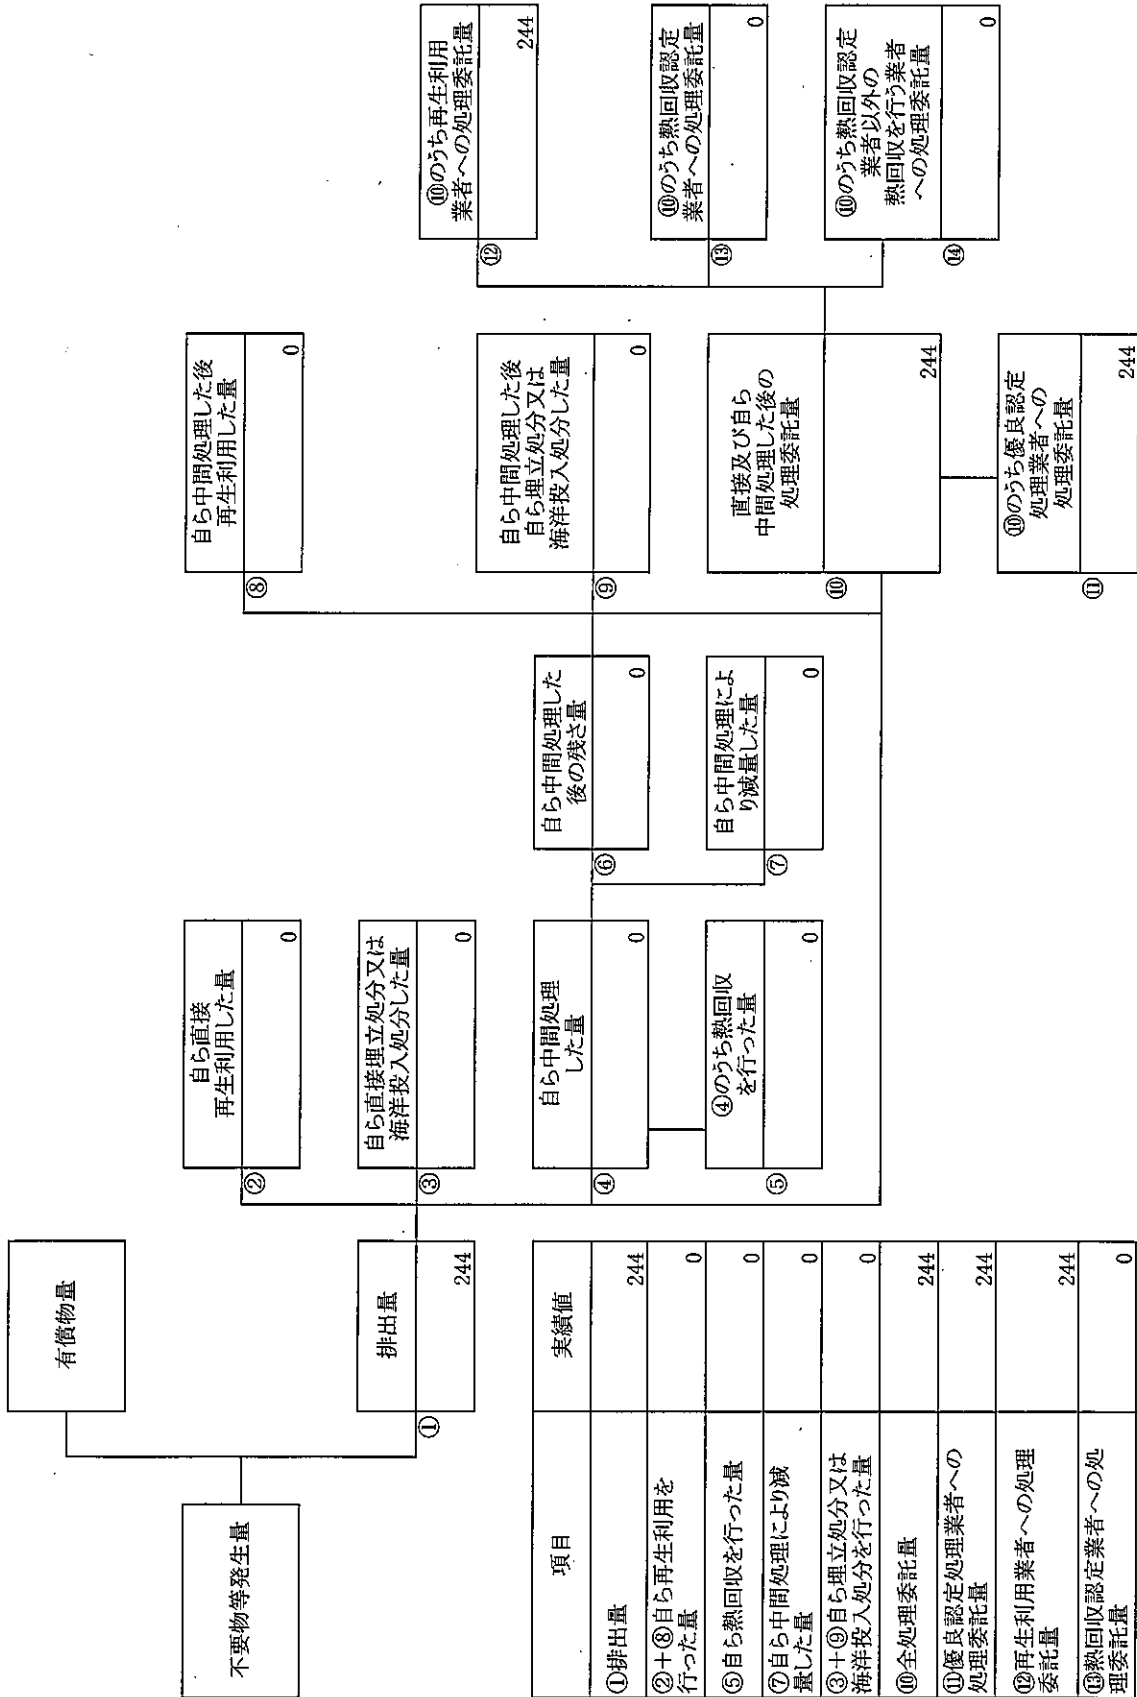 不要物等発生量
有償物量
排出量
①
244
自ら直接
再生利用した量
②
0
自ら直接埋立処分又は
海洋投入処分した量
③
0
自ら中間処理
した量
④
0
④のうち熱回収
を行った量
⑤
0
自ら中間処理した
後の残さ量
⑥
0
自ら中間処理によ
り減量した量
⑦
0
自ら中間処理した後
再生利用した量
⑧
0
自ら中間処理した後
自ら埋立処分又は
海洋投入処分した量
⑨
0
直接及び自ら
中間処理した後の
処理委託量
⑩
244
⑩のうち優良認定
処理業者への
処理委託量
⑪
244
⑩のうち再生利用
業者への処理委託量
⑫
244
⑩のうち熱回収認定
業者への処理委託量
⑬
0
⑩のうち熱回収認定
業者以外の
熱回収を行う業者
への処理委託量
⑭
0
項目
実績値
①排出量
244
②+⑧自ら再生利用を
行った量
0
⑤自ら熱回収を行った量
0
⑦自ら中間処理により減
量した量
0
③+⑨自ら埋立処分又は
海洋投入処分を行った量
0
⑩全処理委託量
244
⑪優良認定処理業者への
処理委託量
244
⑫再生利用業者への処理
委託量
244
⑬熱回収認定業者への処
理委託量
0